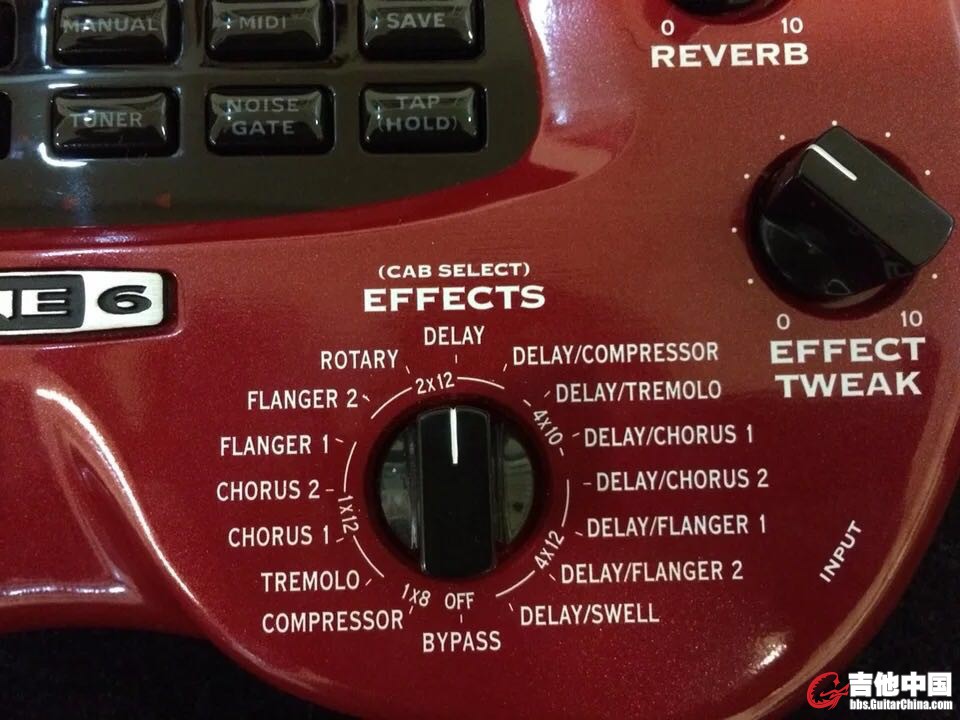 MANUAL
MIDI
SAVE
0 10
REVERB
TUNER
NOISE
GATE
TAP
(HOLD)
6
(CAB SELECT)
EFFECTS
0 10
EFFECT
TWEAK
DELAY
ROTARY
DELAY/COMPRESSOR
2X12
FLANGER 2
DELAY/TREMOLO
4X10
FLANGER 1
DELAY/CHORUS 1
CHORUS 2
DELAY/CHORUS 2
1X12
CHORUS 1
DELAY/FLANGER 1
4X12
TREMOLO
DELAY/FLANGER 2
1X8
OFF
COMPRESSOR
DELAY/SWELL
BYPASS
INPUT
吉他中国
bbs.GuitarChina.com